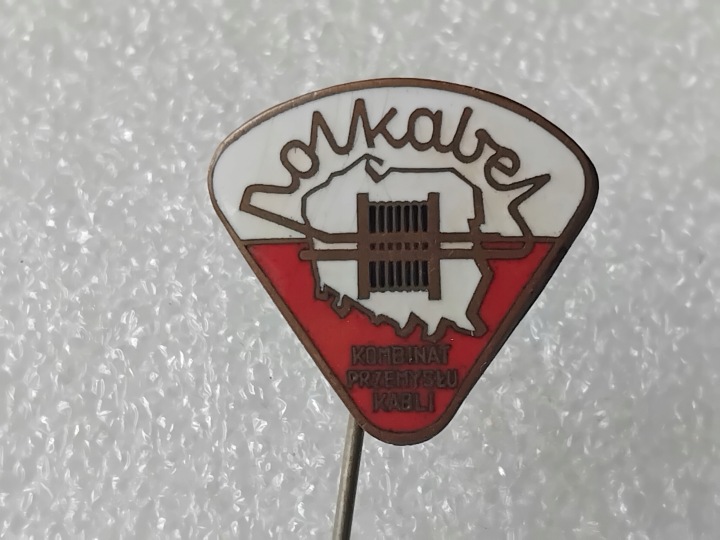 Polkabel
KOMBINAT
PRZEMYSŁU
KABLI